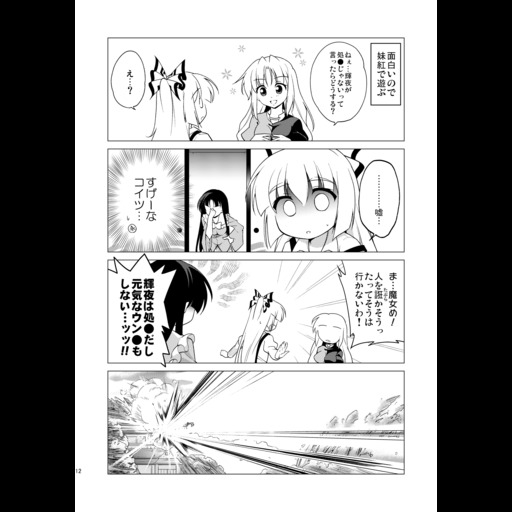 面白いので
妹紅で遊ぶ
ねぇ…輝夜が
処●じゃないって
言ったらどうする？
え…？
…………嘘…
すげーな
コイツ…
ま…魔女め！
人を誑かそうっ
たってそうは
行かないわ！
輝夜は処●だし
元気なウン●も
しない…ッッ!!
12